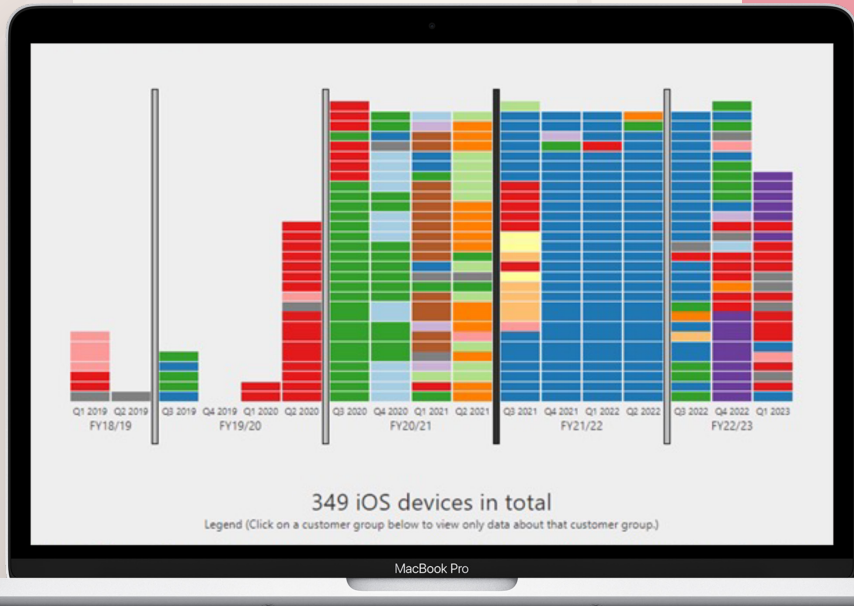 Q1 2019 Q2 2019 Q3 2019 Q4 2019 Q1 2020 Q2 2020 Q3 2020 Q4 2020 Q1 2021 Q2 2021 Q3 2021 Q4 2021 Q1 2022 Q2 2022 Q3 2022 Q4 2022 Q1 2023
FY18/19 FY19/20 FY20/21 FY21/22 FY22/23
349 iOS devices in total
Legend (Click on a customer group below to view only data about that customer group.)
MacBook Pro